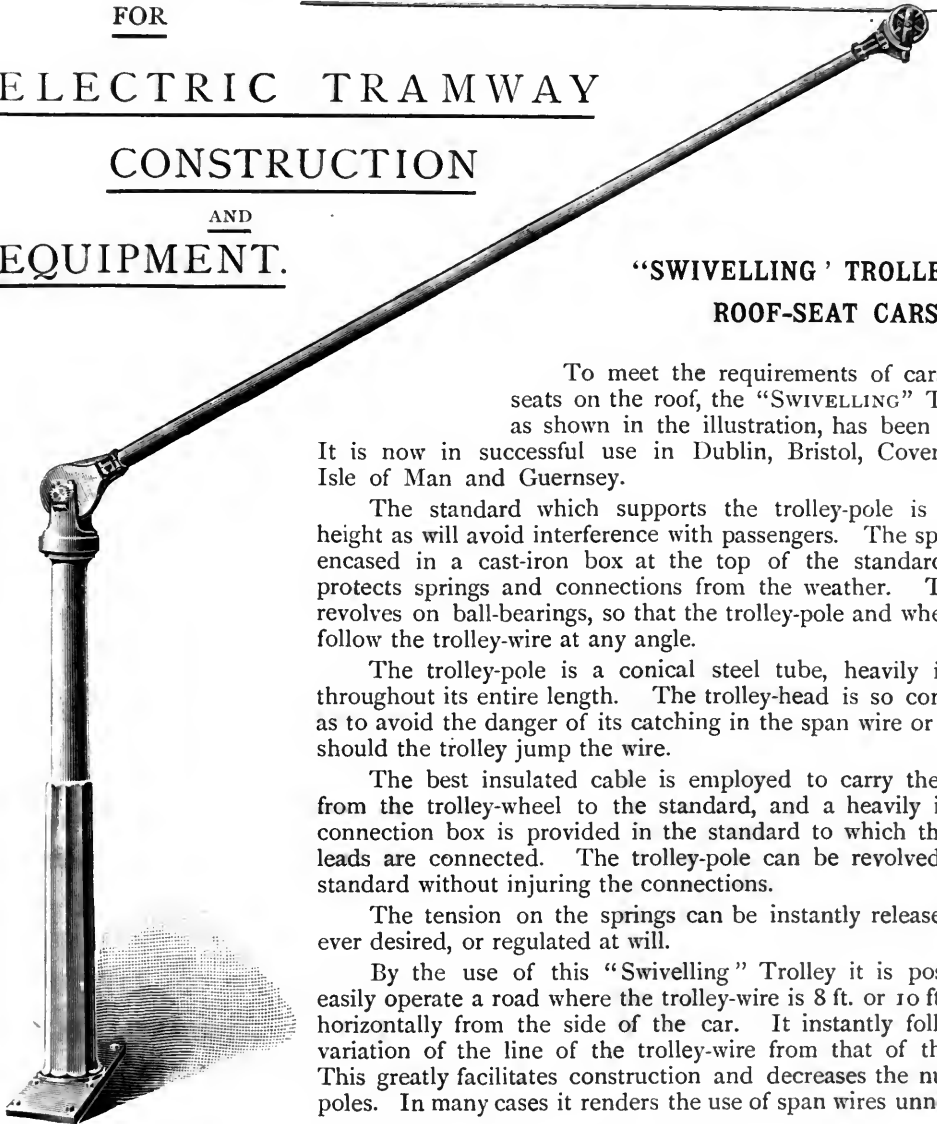 FOR
ELECTRIC TRAMWAY
CONSTRUCTION
AND
EQUIPMENT.
“SWIVELLING’ TROLLE
ROOF-SEAT CARS
To meet the requirements of car
seats on the roof, the “SWIVELLING” T
as shown in the illustration, has been
It is now in successful use in Dublin, Bristol, Cover
Isle of Man and Guernsey.
The standard which supports the trolley-pole is
height as will avoid interference with passengers. The sp
encased in a cast-iron box at the top of the standar
protects springs and connections from the weather. T
revolves on ball-bearings, so that the trolley-pole and whe
follow the trolley-wire at any angle.
The trolley-pole is a conical steel tube, heavily i
throughout its entire length. The trolley-head is so con
as to avoid the danger of its catching in the span wire or
should the trolley jump the wire.
The best insulated cable is employed to carry the
from the trolley-wheel to the standard, and a heavily i
connection box is provided in the standard to which th
leads are connected. The trolley-pole can be revolved
standard without injuring the connections.
The tension on the springs can be instantly release
ever desired, or regulated at will.
By the use of this “Swivelling” Trolley it is pos
easily operate a road where the trolley-wire is 8 ft. or 10 ft
horizontally from the side of the car. It instantly foll
variation of the line of the trolley-wire from that of th
This greatly facilitates construction and decreases the nu
poles. In many cases it renders the use of span wires unn